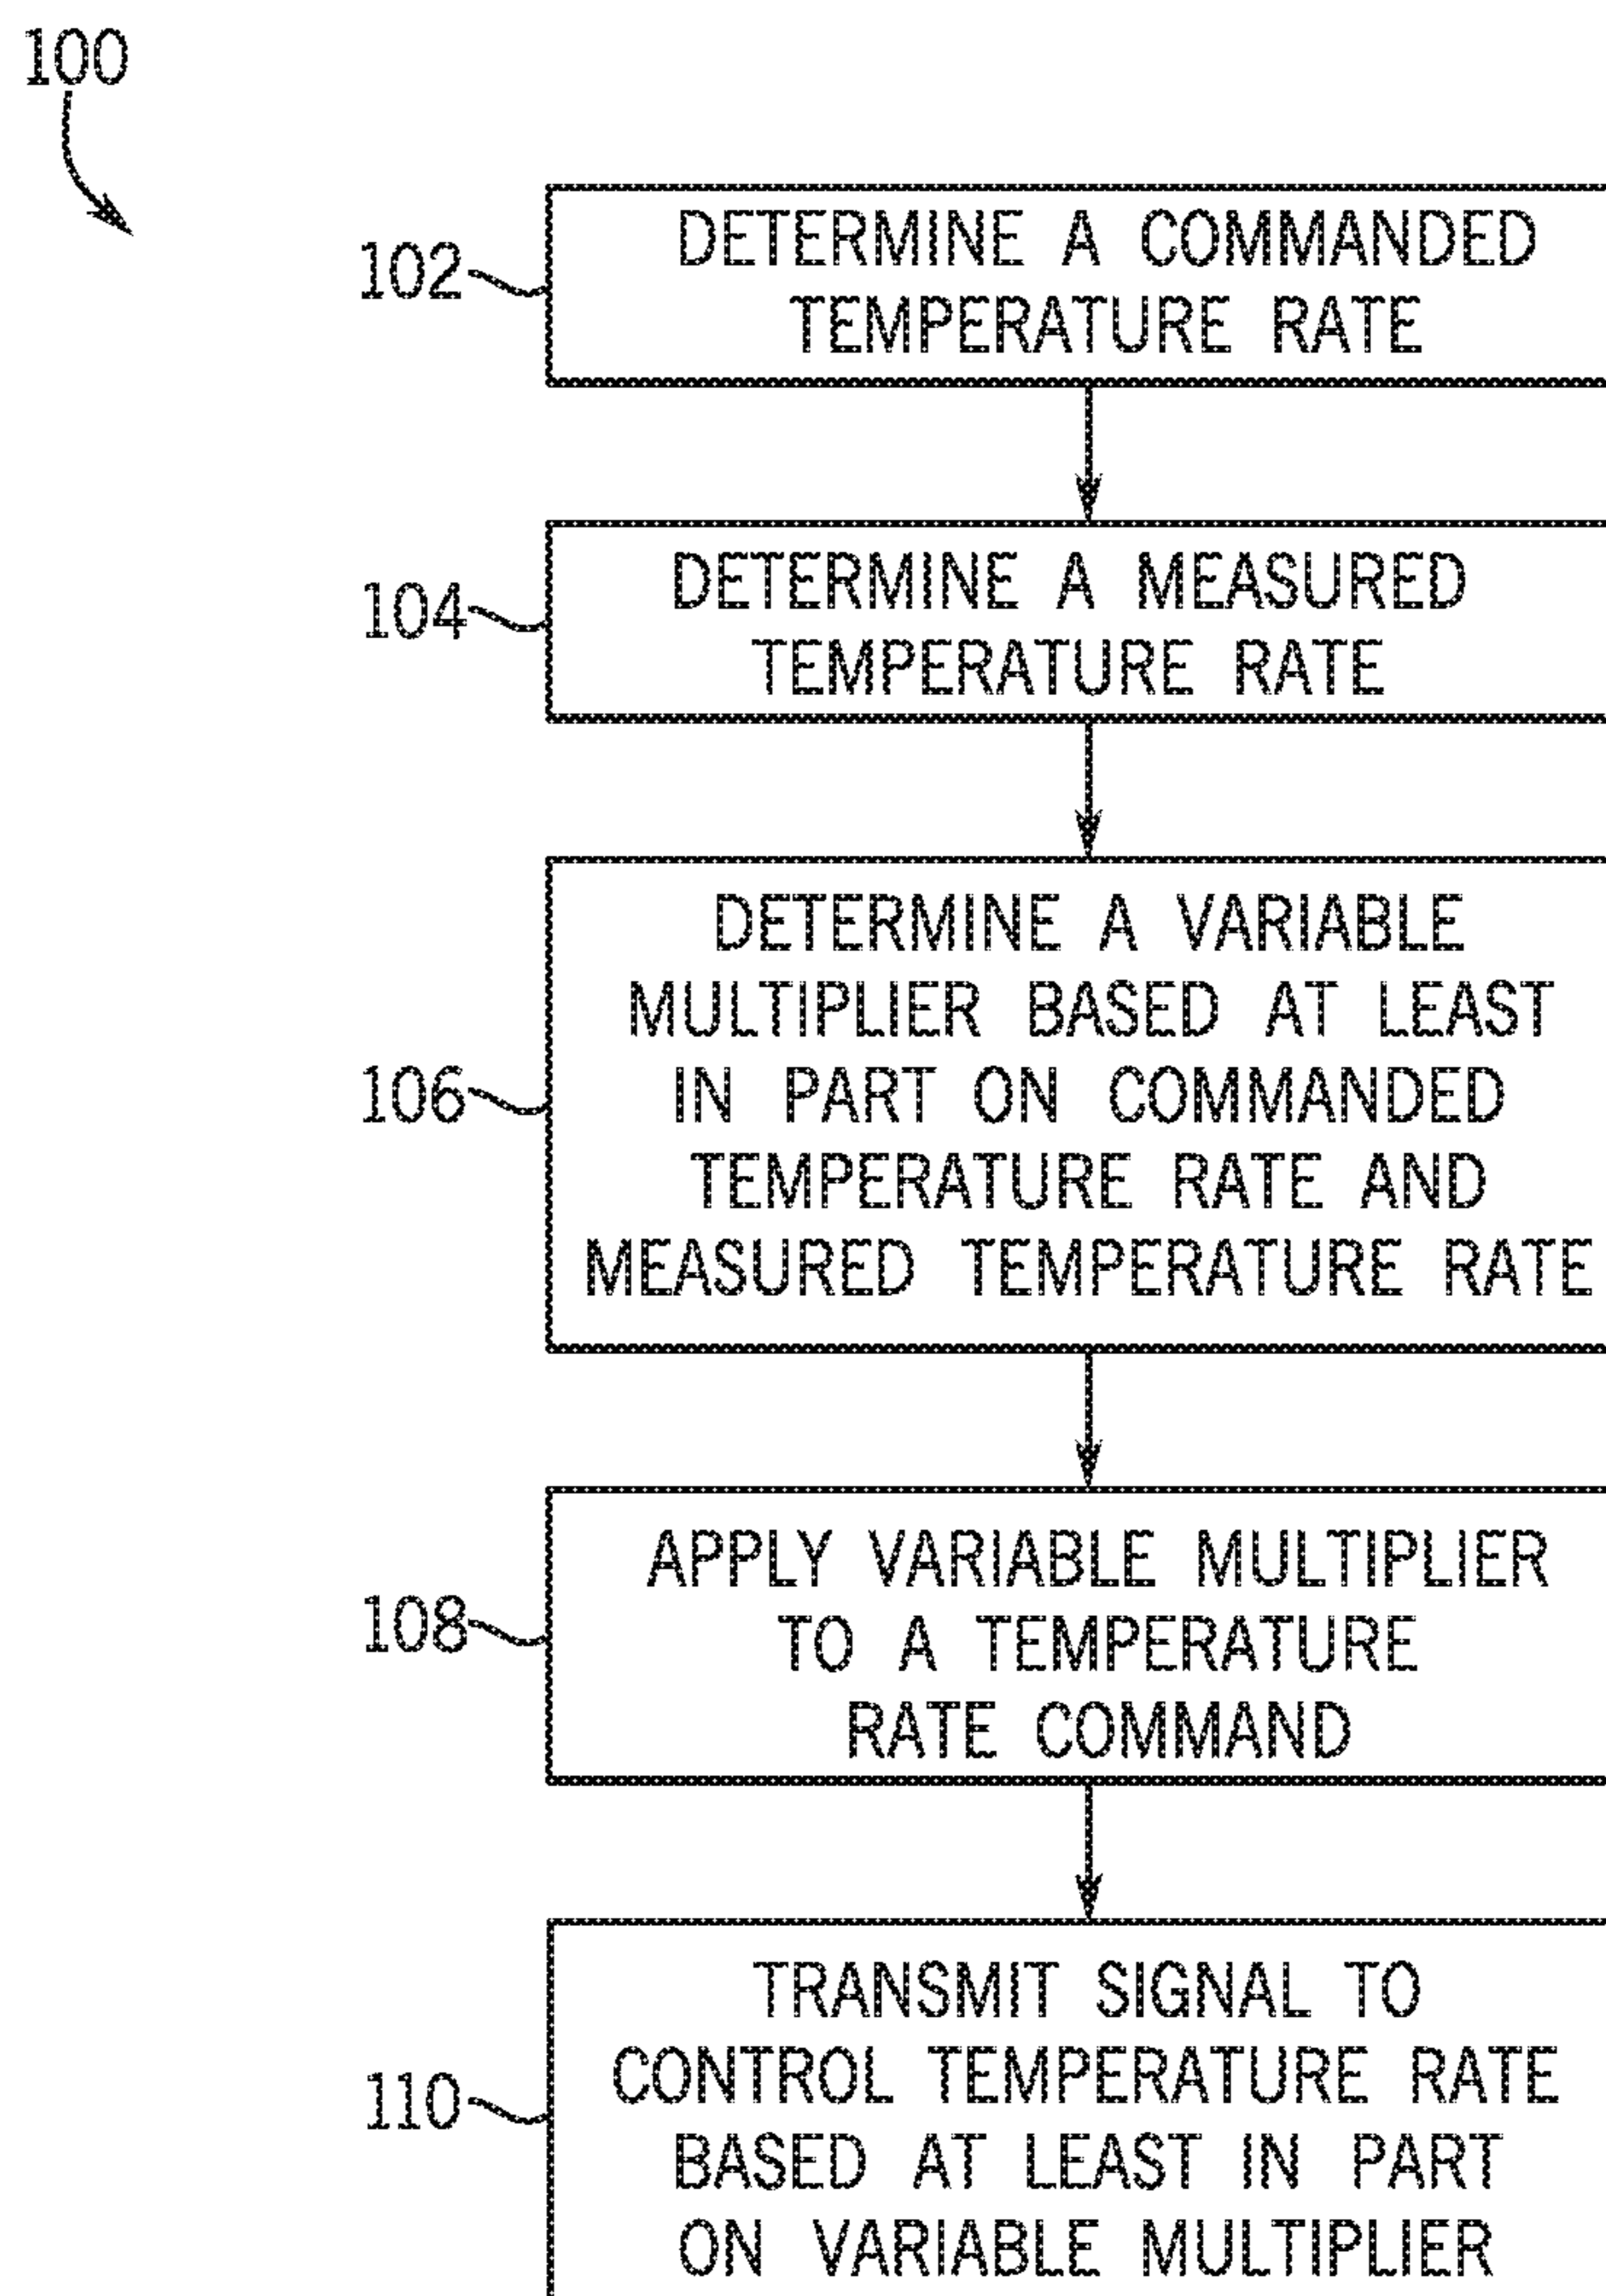 100
102
DETERMINE A COMMANDED
TEMPERATURE RATE
104
DETERMINE A MEASURED
TEMPERATURE RATE
106
DETERMINE A VARIABLE
MULTIPLIER BASED AT LEAST
IN PART ON COMMANDED
TEMPERATURE RATE AND
MEASURED TEMPERATURE RATE
108
APPLY VARIABLE MULTIPLIER
TO A TEMPERATURE
RATE COMMAND
110
TRANSMIT SIGNAL TO
CONTROL TEMPERATURE RATE
BASED AT LEAST IN PART
ON VARIABLE MULTIPLIER